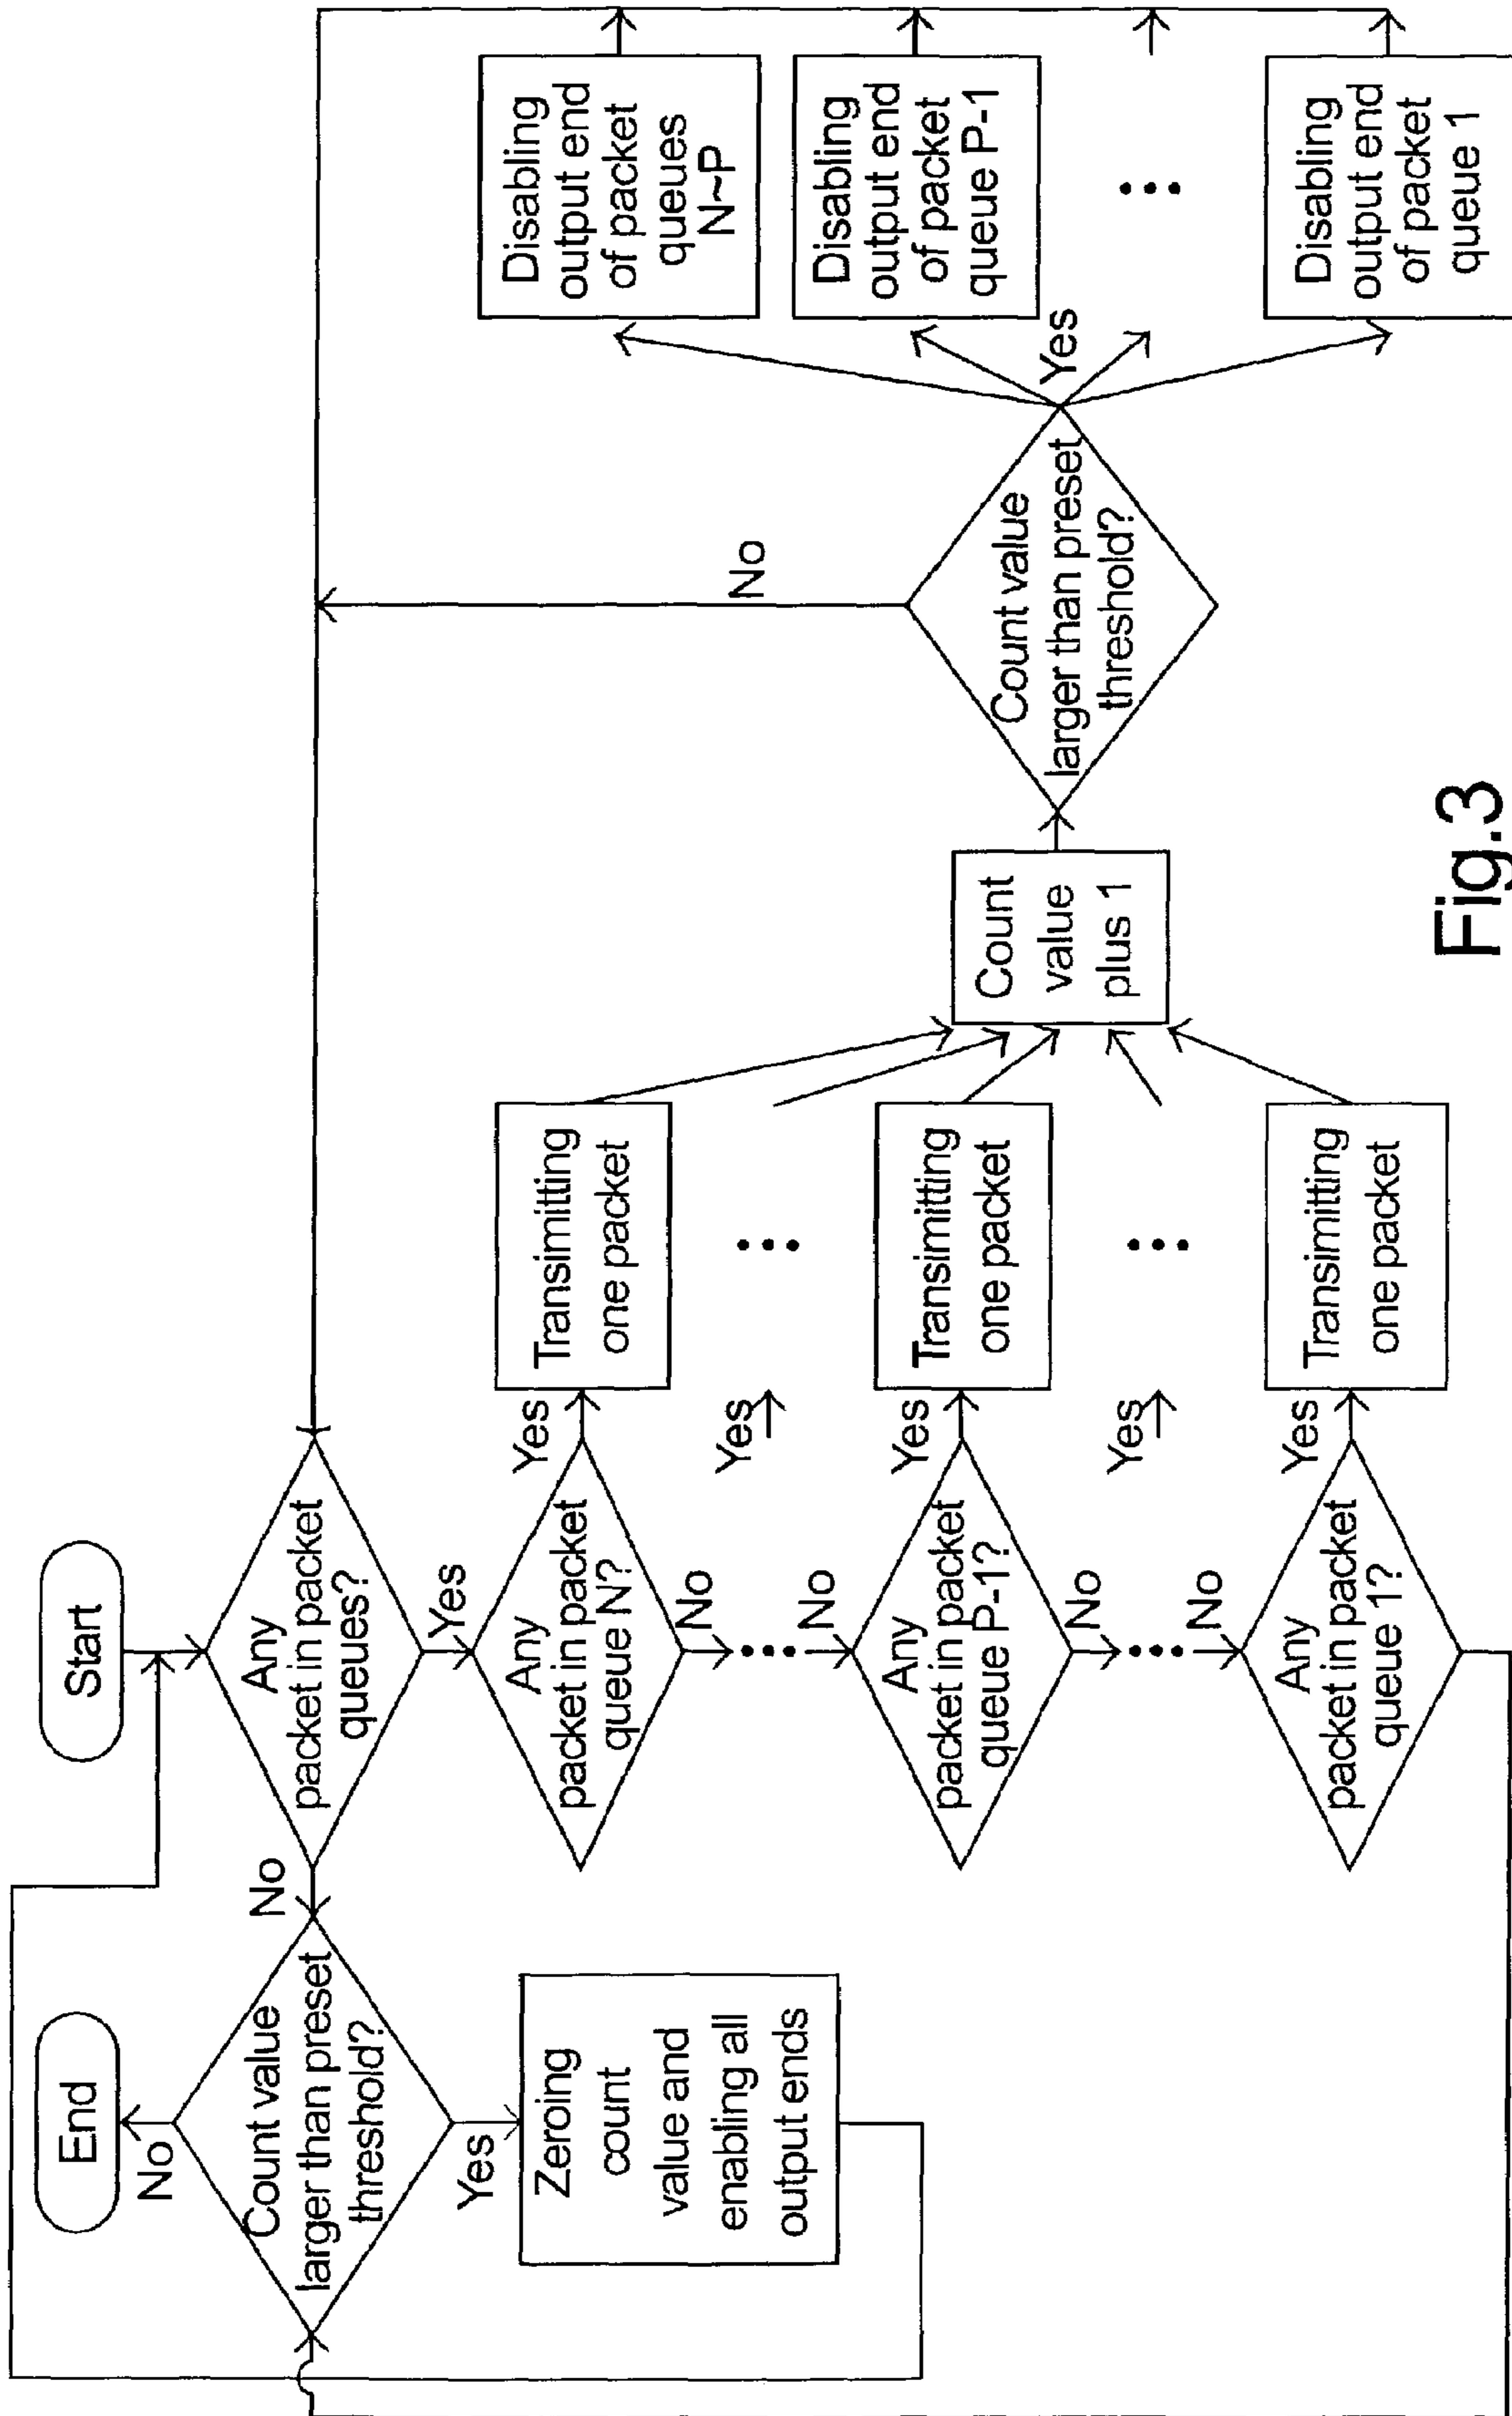 Start
End
Any
packet in packet
queues?
No
Yes
Count value
larger than preset
threshold?
No
Yes
Zeroing
count
value and
enabling all
output ends
Any
packet in packet
queue N?
Yes
Transimitting
one packet
No
•••
Yes
•••
No
Any
packet in packet
queue P-1?
Yes
Transimitting
one packet
No
•••
Yes
•••
No
Any
packet in packet
queue 1?
Yes
Transimitting
one packet
Count
value
plus 1
Count value
larger than preset
threshold?
No
Yes
Disabling
output end
of packet
queues
N~P
Disabling
output end
of packet
queue P-1
•••
Disabling
output end
of packet
queue 1
Fig.3